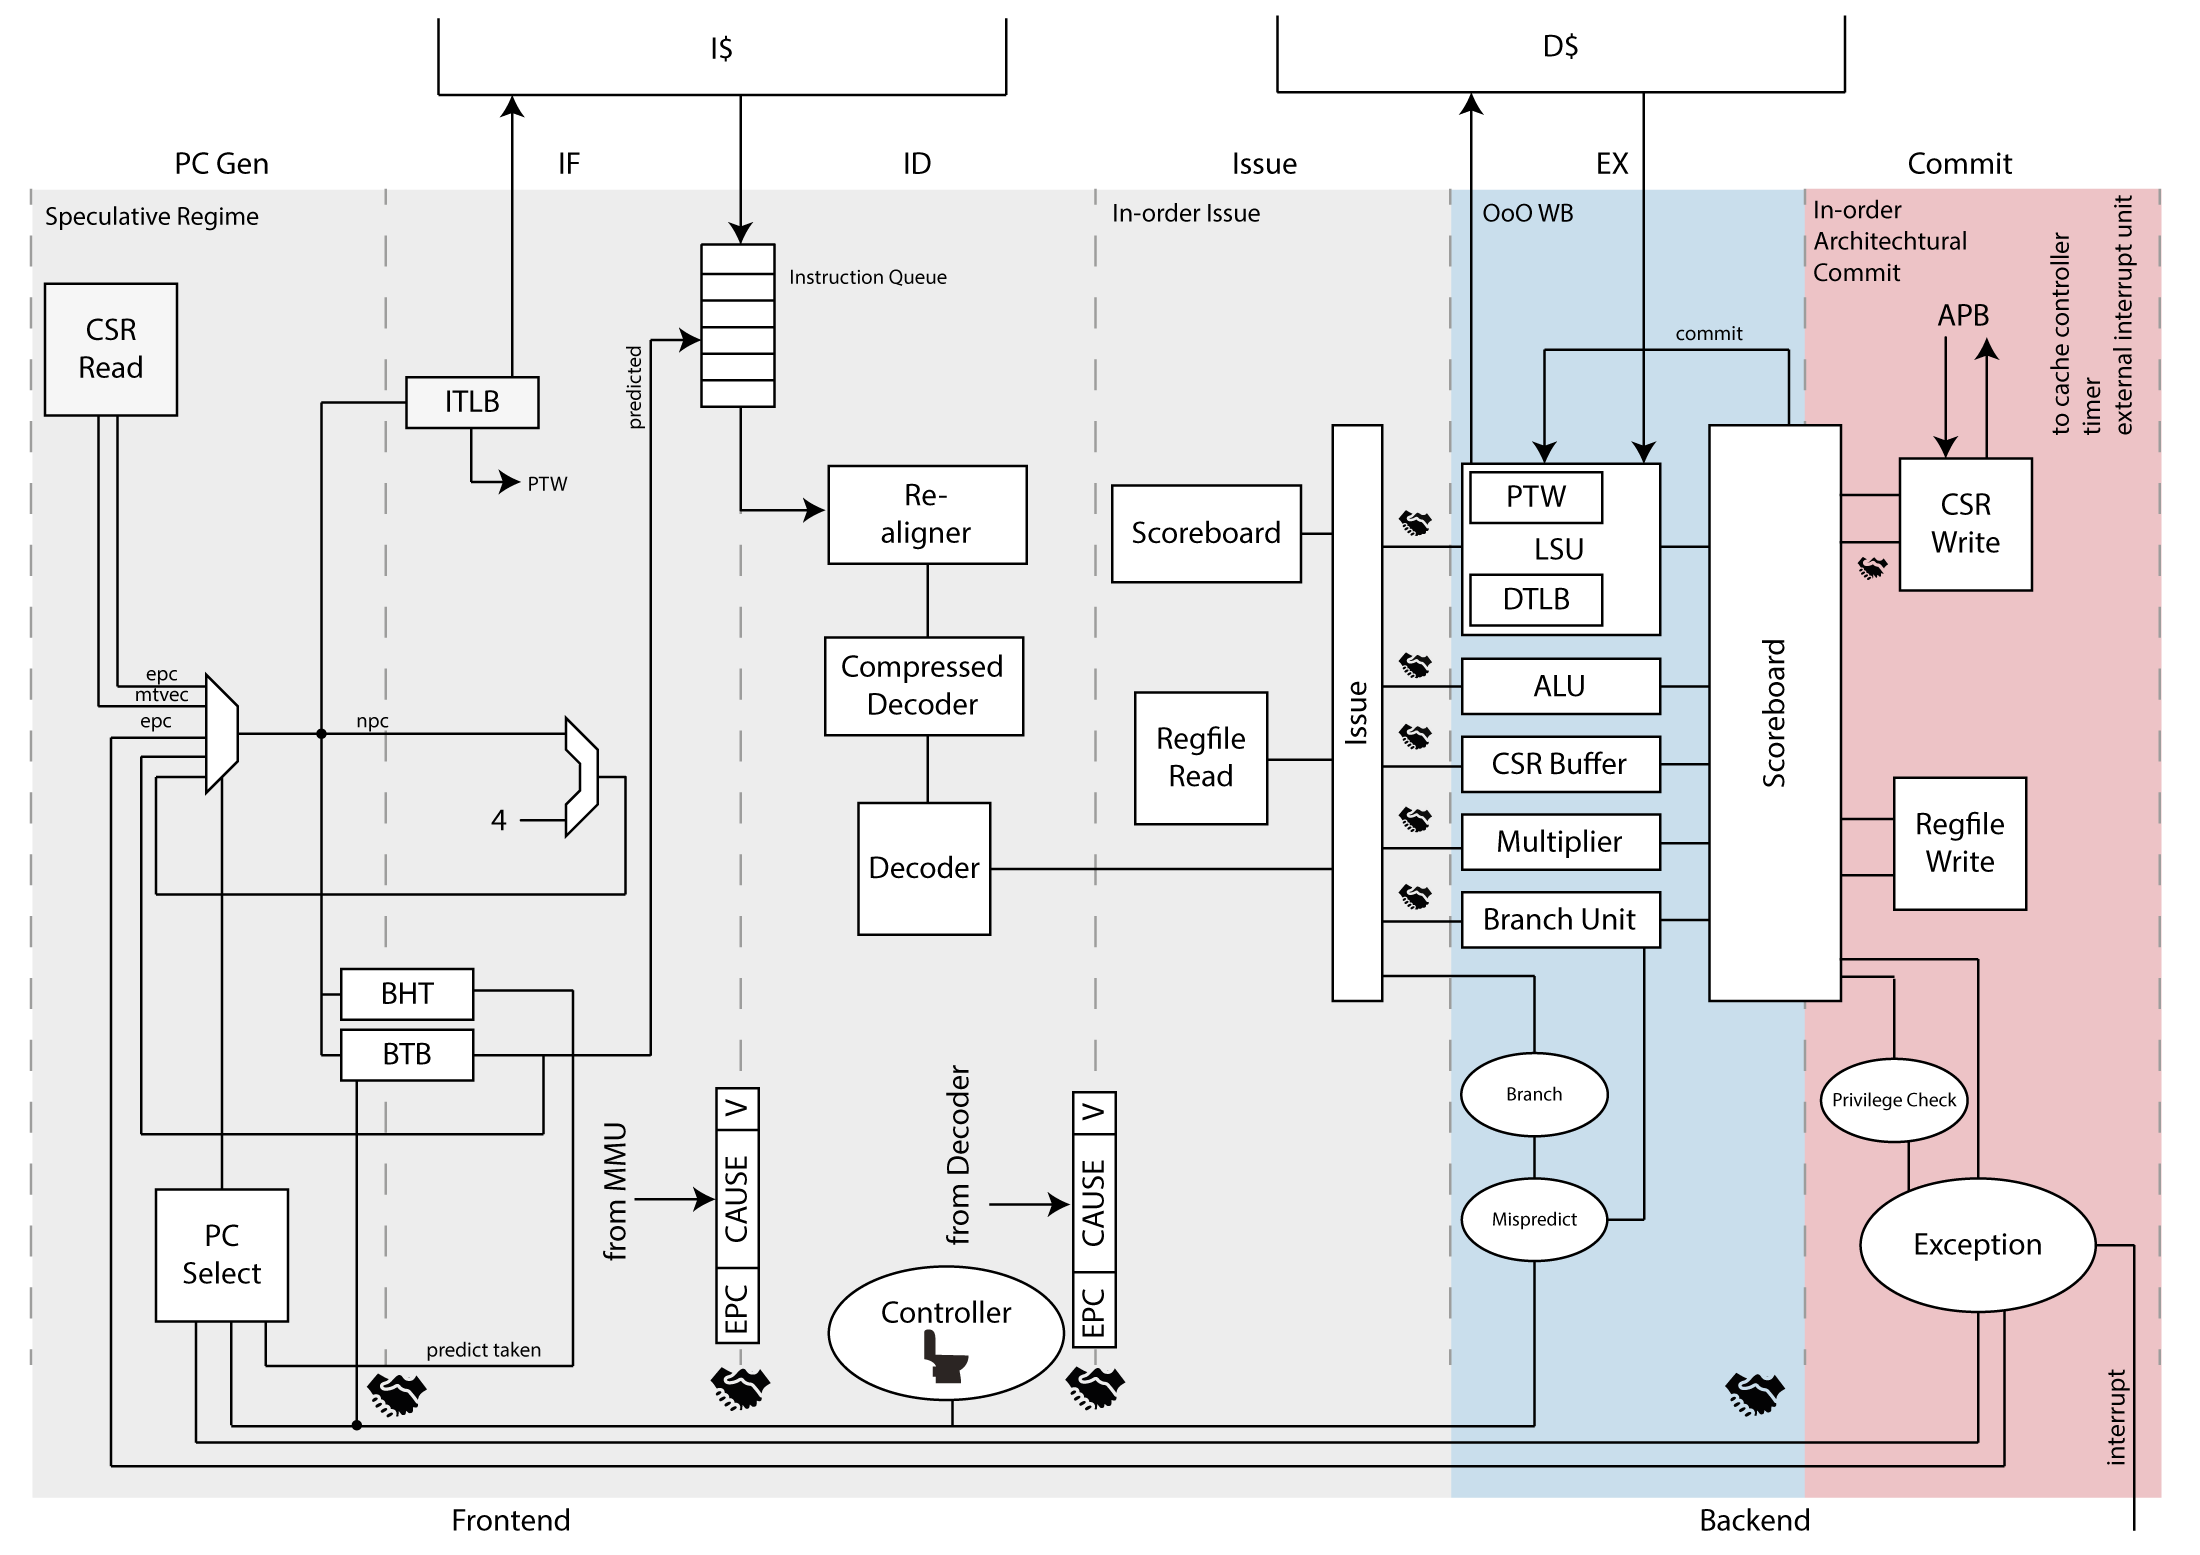 I$
D$
PC Gen
IF
ID
Issue
EX
Commit
Speculative Regime
In-order Issue
OoO WB
In-order
Architechtural
Commit
to cache controller
timer
external interrupt unit
Instruction Queue
CSR
Read
APB
commit
predicted
ITLB
PTW
Re-
aligner
Scoreboard
PTW
LSU
DTLB
CSR
Write
Compressed
Decoder
epc
mtvec
epc
npc
4
Regfile
Read
Issue
ALU
CSR Buffer
Multiplier
Branch Unit
Scoreboard
Regfile
Write
Decoder
BHT
BTB
from MMU
V
CAUSE
EPC
from Decoder
V
CAUSE
EPC
Branch
Mispredict
Privilege Check
Exception
PC
Select
Controller
predict taken
interrupt
Frontend
Backend